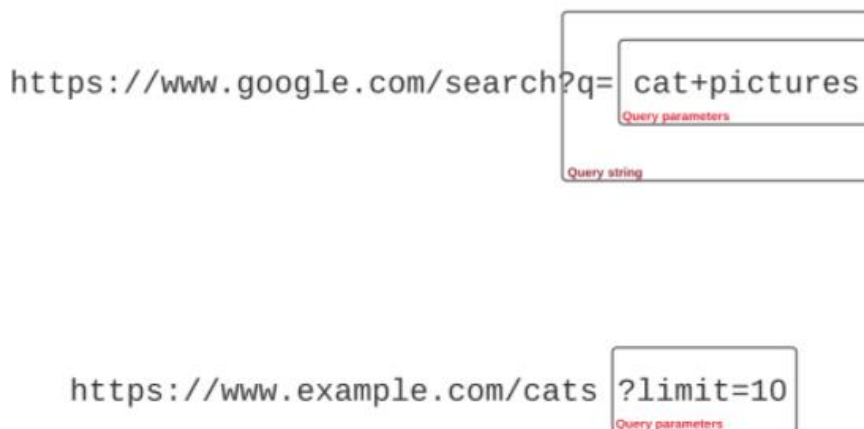 https://www.google.com/search?q= cat+pictures
Query parameters
Query string
https://www.example.com/cats ?limit=10
Query parameters